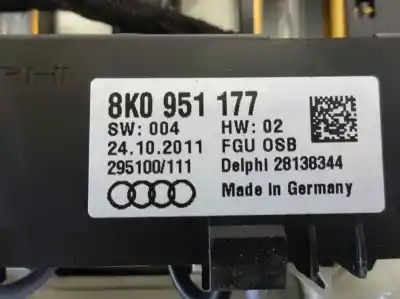 PHI
8K0 951 177
SW: 004 HW: 02
24.10.2011 FGU OSB
295100/111 Delphi 28138344
Made in Germany